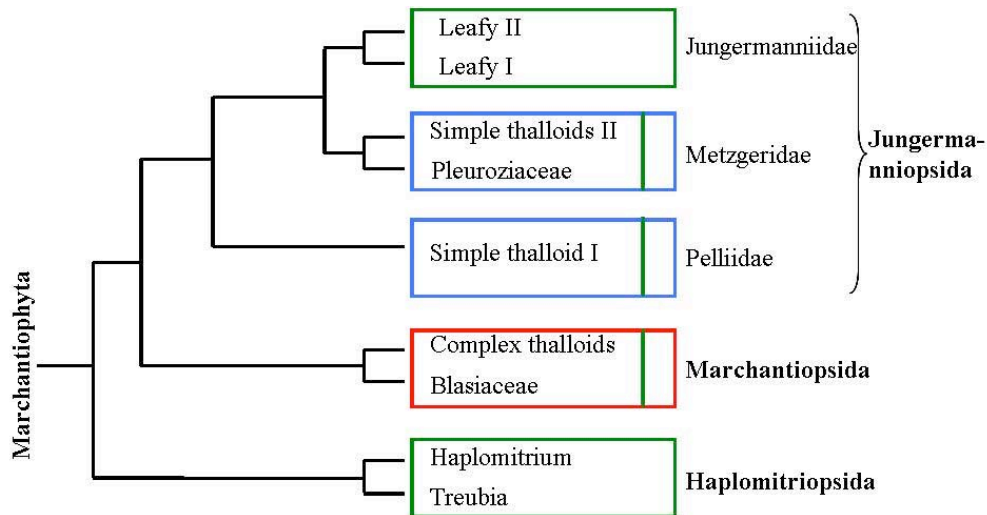 Leafy II
Leafy I
Jungermanniidae
Simple thalloids II
Pleuroziaceae
Metzgeridae
Jungerma-
nniopsida
Simple thalloid I
Pelliidae
Marchantiophyta
Complex thalloids
Blasiaceae
Marchantiopsida
Haplomitrium
Treubia
Haplomitriopsida